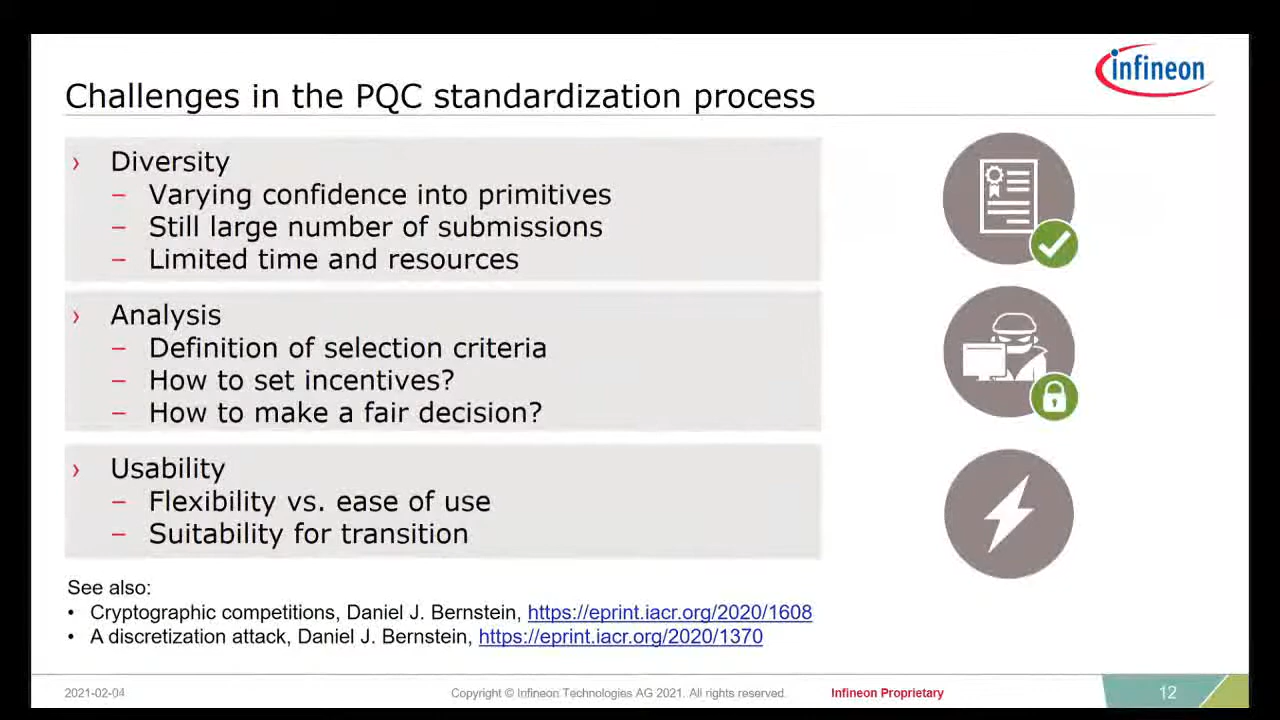 infineon
Challenges in the PQC standardization process
› Diversity
– Varying confidence into primitives
– Still large number of submissions
– Limited time and resources
› Analysis
– Definition of selection criteria
– How to set incentives?
– How to make a fair decision?
› Usability
– Flexibility vs. ease of use
– Suitability for transition
See also:
• Cryptographic competitions, Daniel J. Bernstein, https://eprint.iacr.org/2020/1608
• A discretization attack, Daniel J. Bernstein, https://eprint.iacr.org/2020/1370
2021-02-04 Copyright © Infineon Technologies AG 2021. All rights reserved. Infineon Proprietary 12